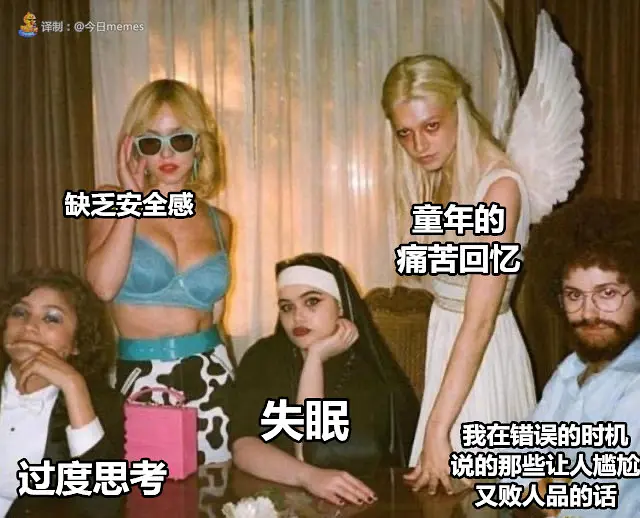 译制：@今日memes
缺乏安全感
童年的
痛苦回忆
失眠
过度思考
我在错误的时机
说的那些让人尴尬
又败人品的话